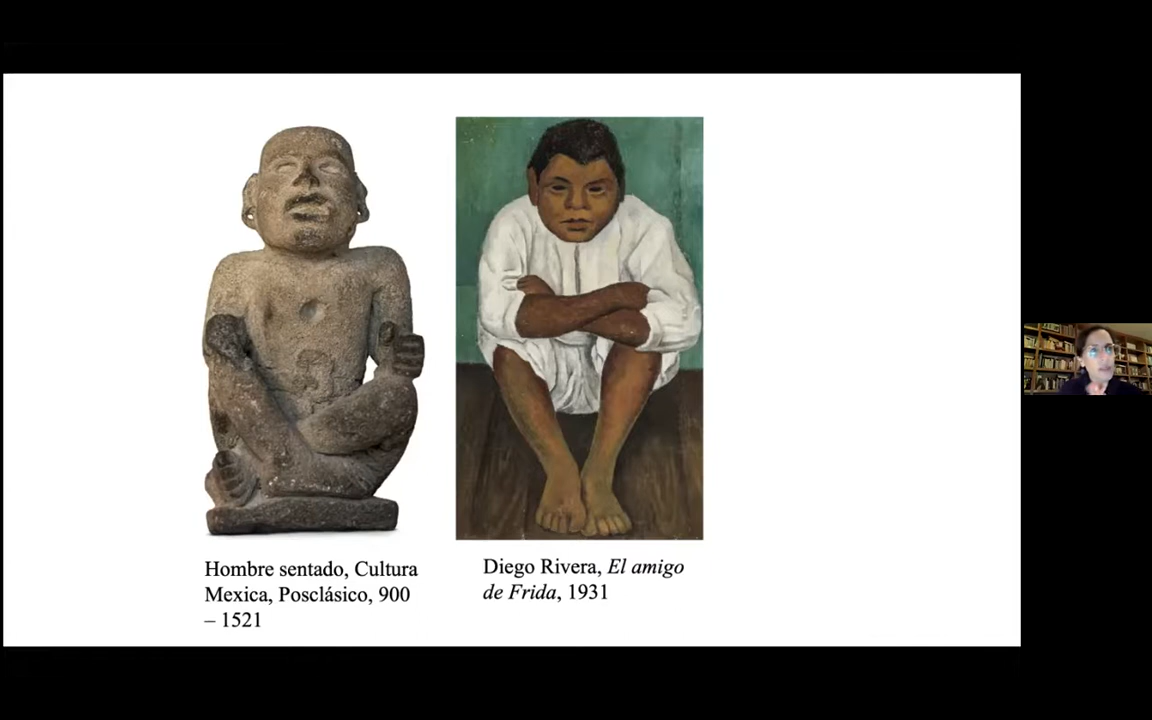 Hombre sentado, Cultura
Mexica, Posclásico, 900
– 1521
Diego Rivera, El amigo
de Frida, 1931